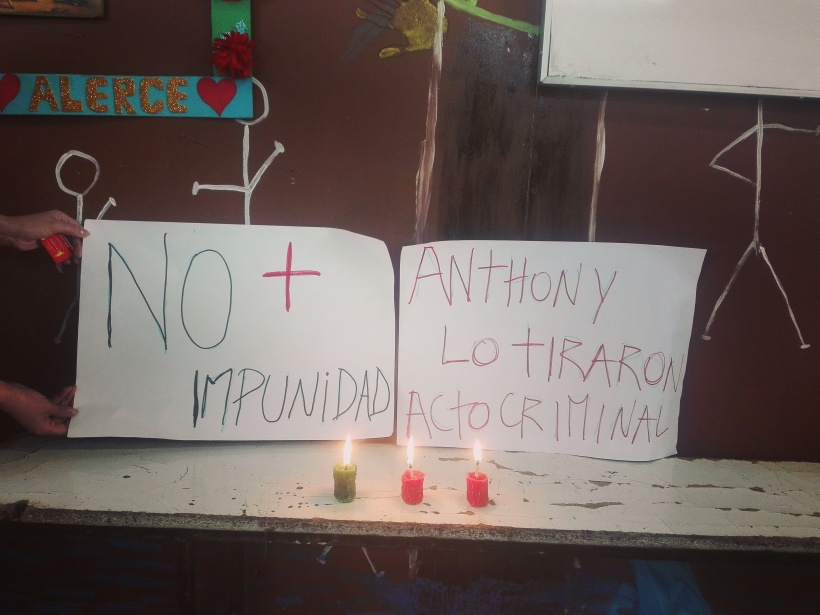 ALERCE
NO +
IMPUNIDAD
ANTHONY
LO TIRARON
ACTO CRIMINAL